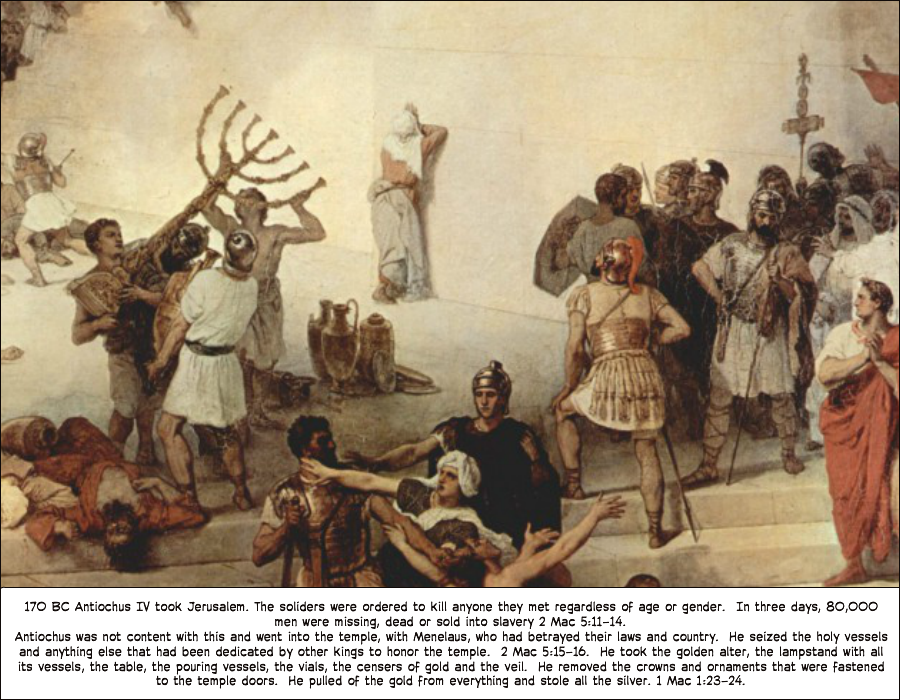 170 BC Antiochus IV took Jerusalem. The soliders were ordered to kill anyone they met regardless of age or gender. In three days, 80,000
men were missing, dead or sold into slavery 2 Mac 5:11-14.
Antiochus was not content with this and went into the temple, with Menelaus, who had betrayed their laws and country. He seized the holy vessels
and anything else that had been dedicated by other kings to honor the temple. 2 Mac 5:15-16. He took the golden alter, the lampstand with all
its vessels, the table, the pouring vessels, the vials, the censers of gold and the veil. He removed the crowns and ornaments that were fastened
to the temple doors. He pulled of the gold from everything and stole all the silver. 1 Mac 1:23-24.